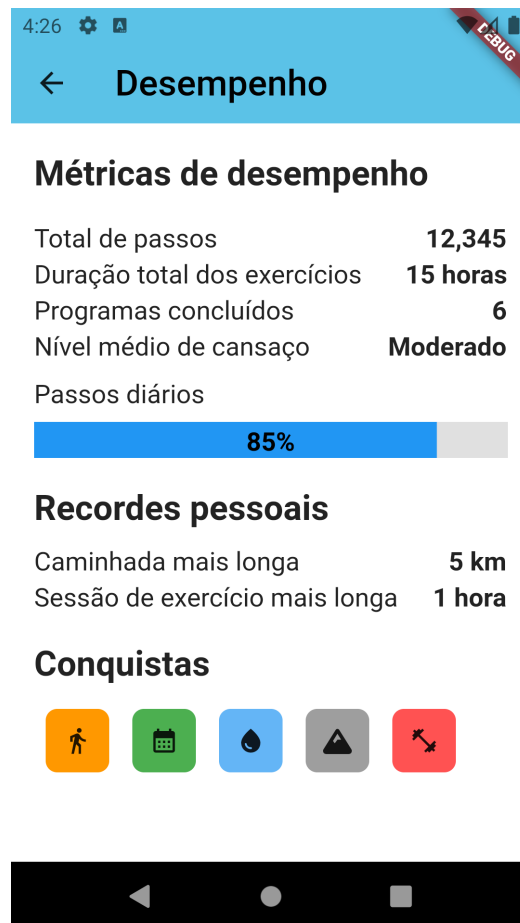 4:26
DEBUG
Desempenho
Métricas de desempenho
Total de passos 12,345
Duração total dos exercícios 15 horas
Programas concluídos 6
Nível médio de cansaço Moderado
Passos diários
85%
Recordes pessoais
Caminhada mais longa 5 km
Sessão de exercício mais longa 1 hora
Conquistas